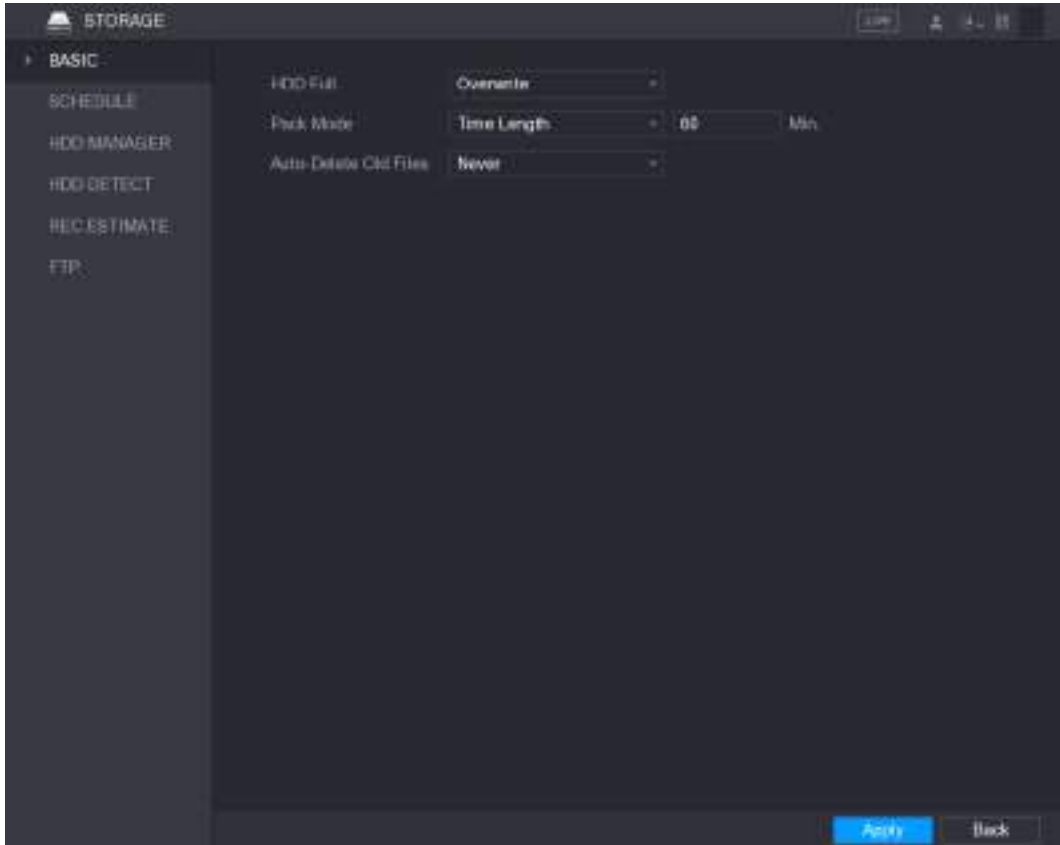 STORAGE
LIVE
BASIC
SCHEDULE
HDD MANAGER
HDD DETECT
REC ESTIMATE
FTP
HDD Full Overwrite
Pack Mode Time Length 60 Min.
Auto-Delete Old Files Never
Apply Back